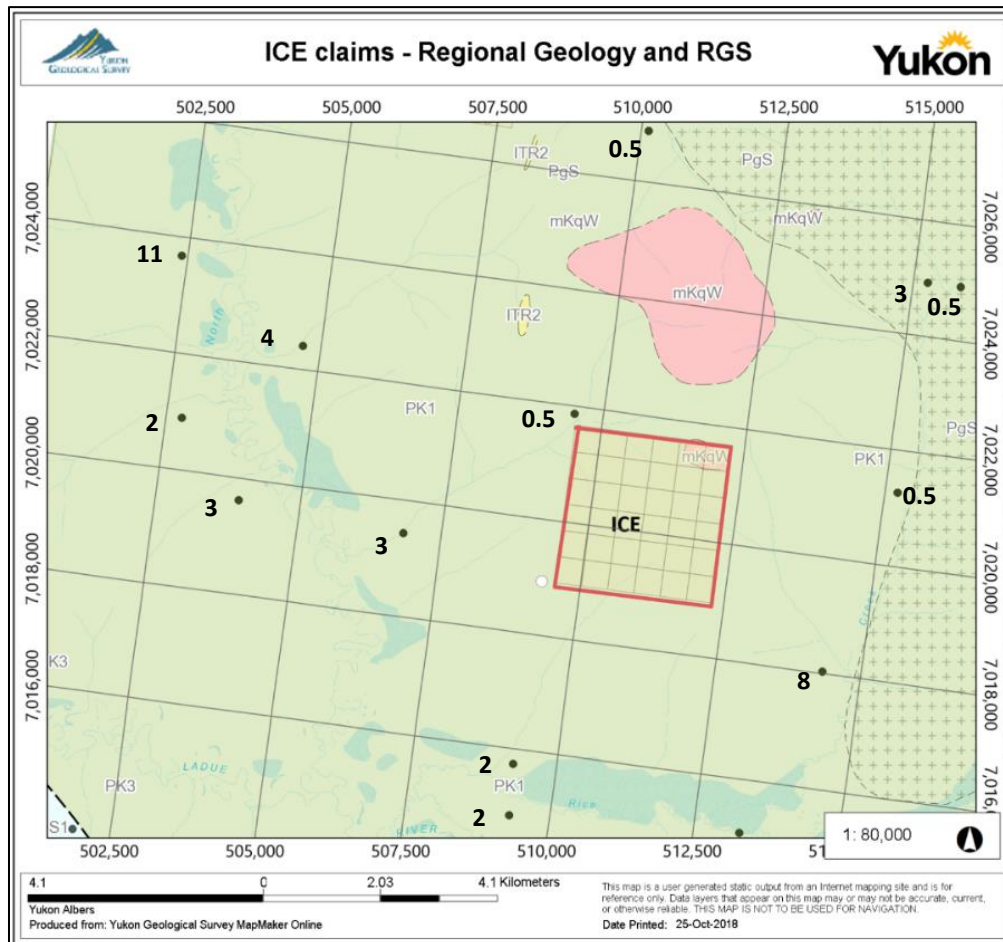 YUKON
GEOLOGICAL SURVEY
ICE claims - Regional Geology and RGS
Yukon
502,500 505,000 507,500 510,000 512,500 515,000
7,024,000
7,022,000
7,020,000
7,018,000
7,016,000
7,026,000
7,024,000
7,022,000
7,020,000
7,018,000
7,016,0
ITR2
PgS
0.5
PgS
mKqW
mKqW
11
mKqW
3
0.5
North
ITR2
4
PK1
0.5
2
mKqW
PK1
PgS
3
ICE
0.5
3
Creek
K3
8
LADUE
2
PK3
PK1
River
2
S1
RIVER
1: 80,000
502,500 505,000 507,500 510,000 512,500
4.1 0 2.03 4.1 Kilometers
Yukon Albers
Produced from: Yukon Geological Survey MapMaker Online
This map is a user generated static output from an Internet mapping site and is for
reference only. Data layers that appear on this map may or may not be accurate, current,
or otherwise reliable. THIS MAP IS NOT TO BE USED FOR NAVIGATION.
Date Printed: 25-Oct-2018